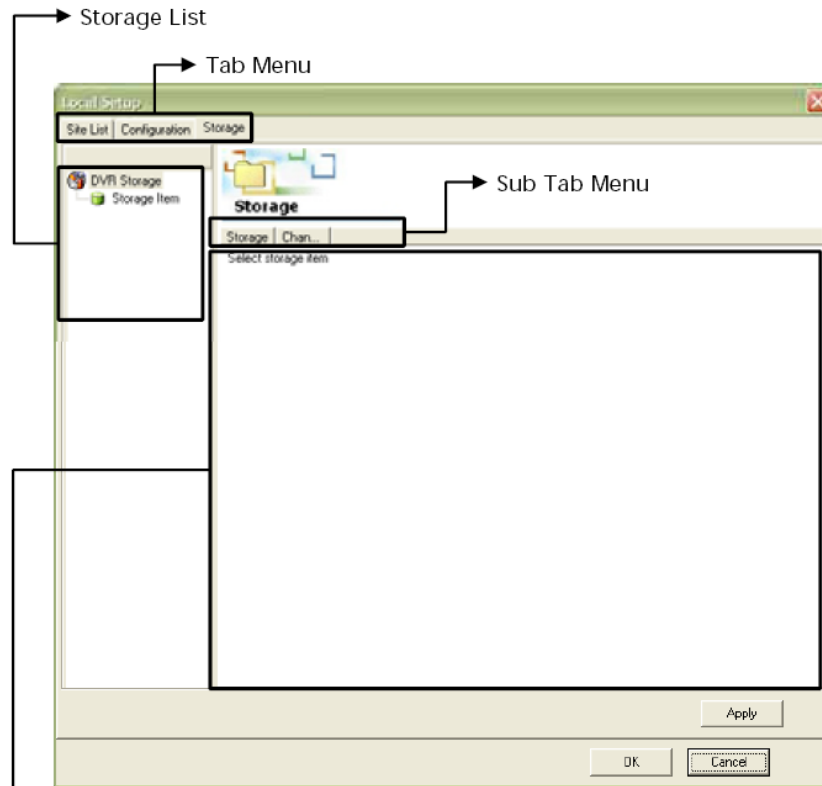 Storage List
Tab Menu
Local Setup
Site List Configuration Storage
DVR Storage
Storage Item
Storage
Sub Tab Menu
Storage Chan...
Select storage item
Apply
OK Cancel